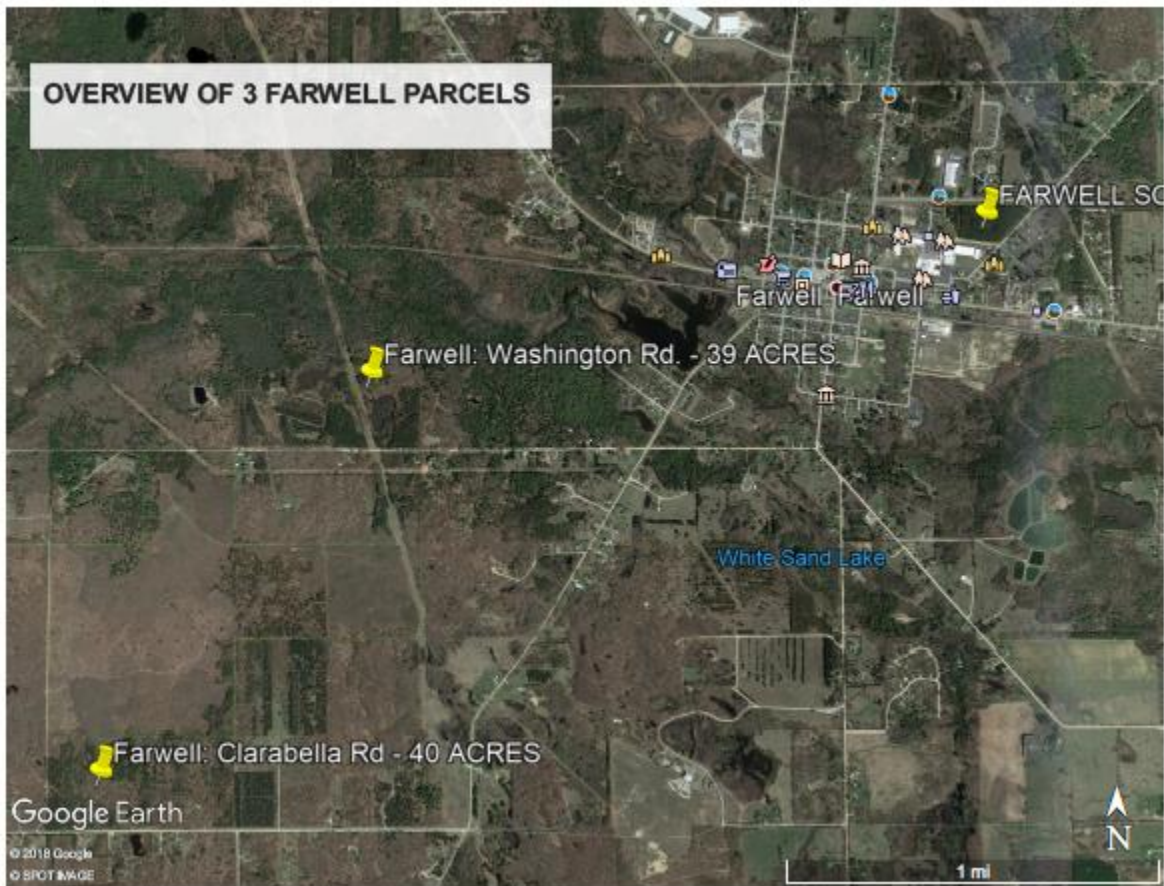 OVERVIEW OF 3 FARWELL PARCELS
FARWELL SC
Farwell Farwell
Farwell: Washington Rd. - 39 ACRES
White Sand Lake
Farwell: Clarabella Rd - 40 ACRES
Google Earth
N
© 2018 Google
© SPOT IMAGE
1 mi